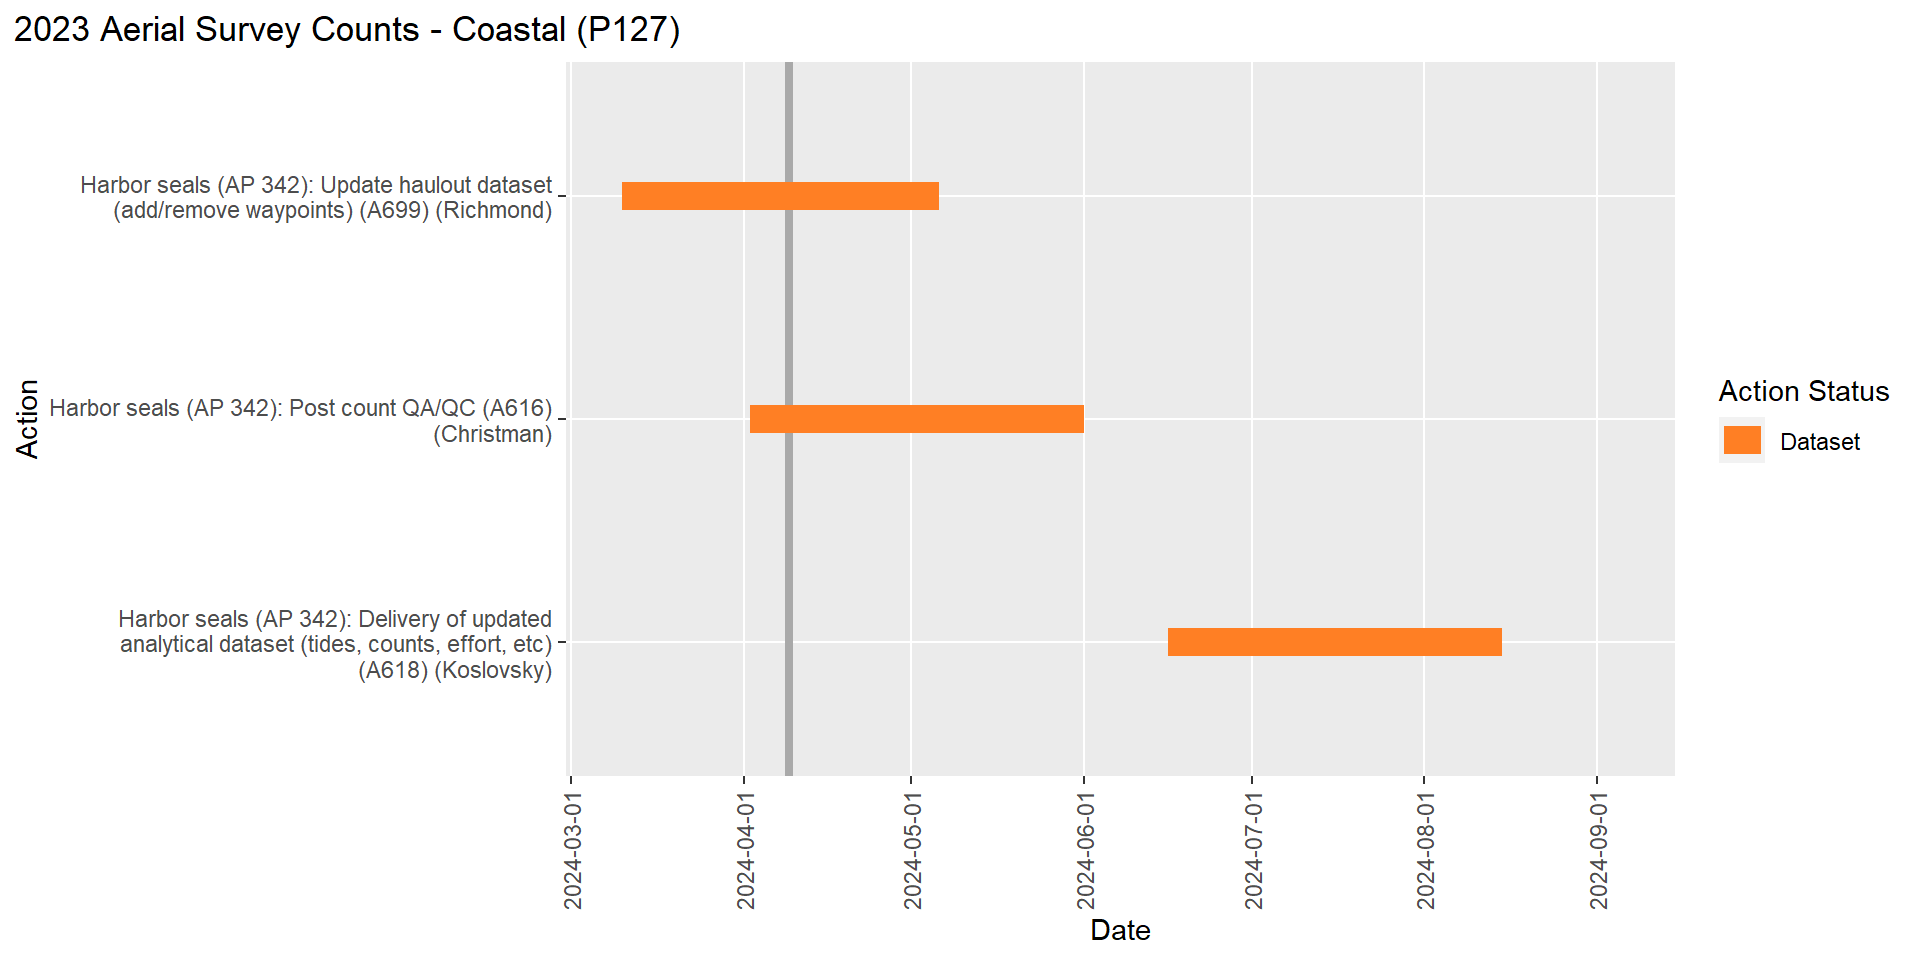 2023 Aerial Survey Counts - Coastal (P127)
Action
Harbor seals (AP 342): Update haulout dataset
(add/remove waypoints) (A699) (Richmond)
Harbor seals (AP 342): Post count QA/QC (A616)
(Christman)
Harbor seals (AP 342): Delivery of updated
analytical dataset (tides, counts, effort, etc)
(A618) (Koslovsky)
2024-03-01
2024-04-01
2024-05-01
2024-06-01
2024-07-01
2024-08-01
2024-09-01
Date
Action Status
Dataset